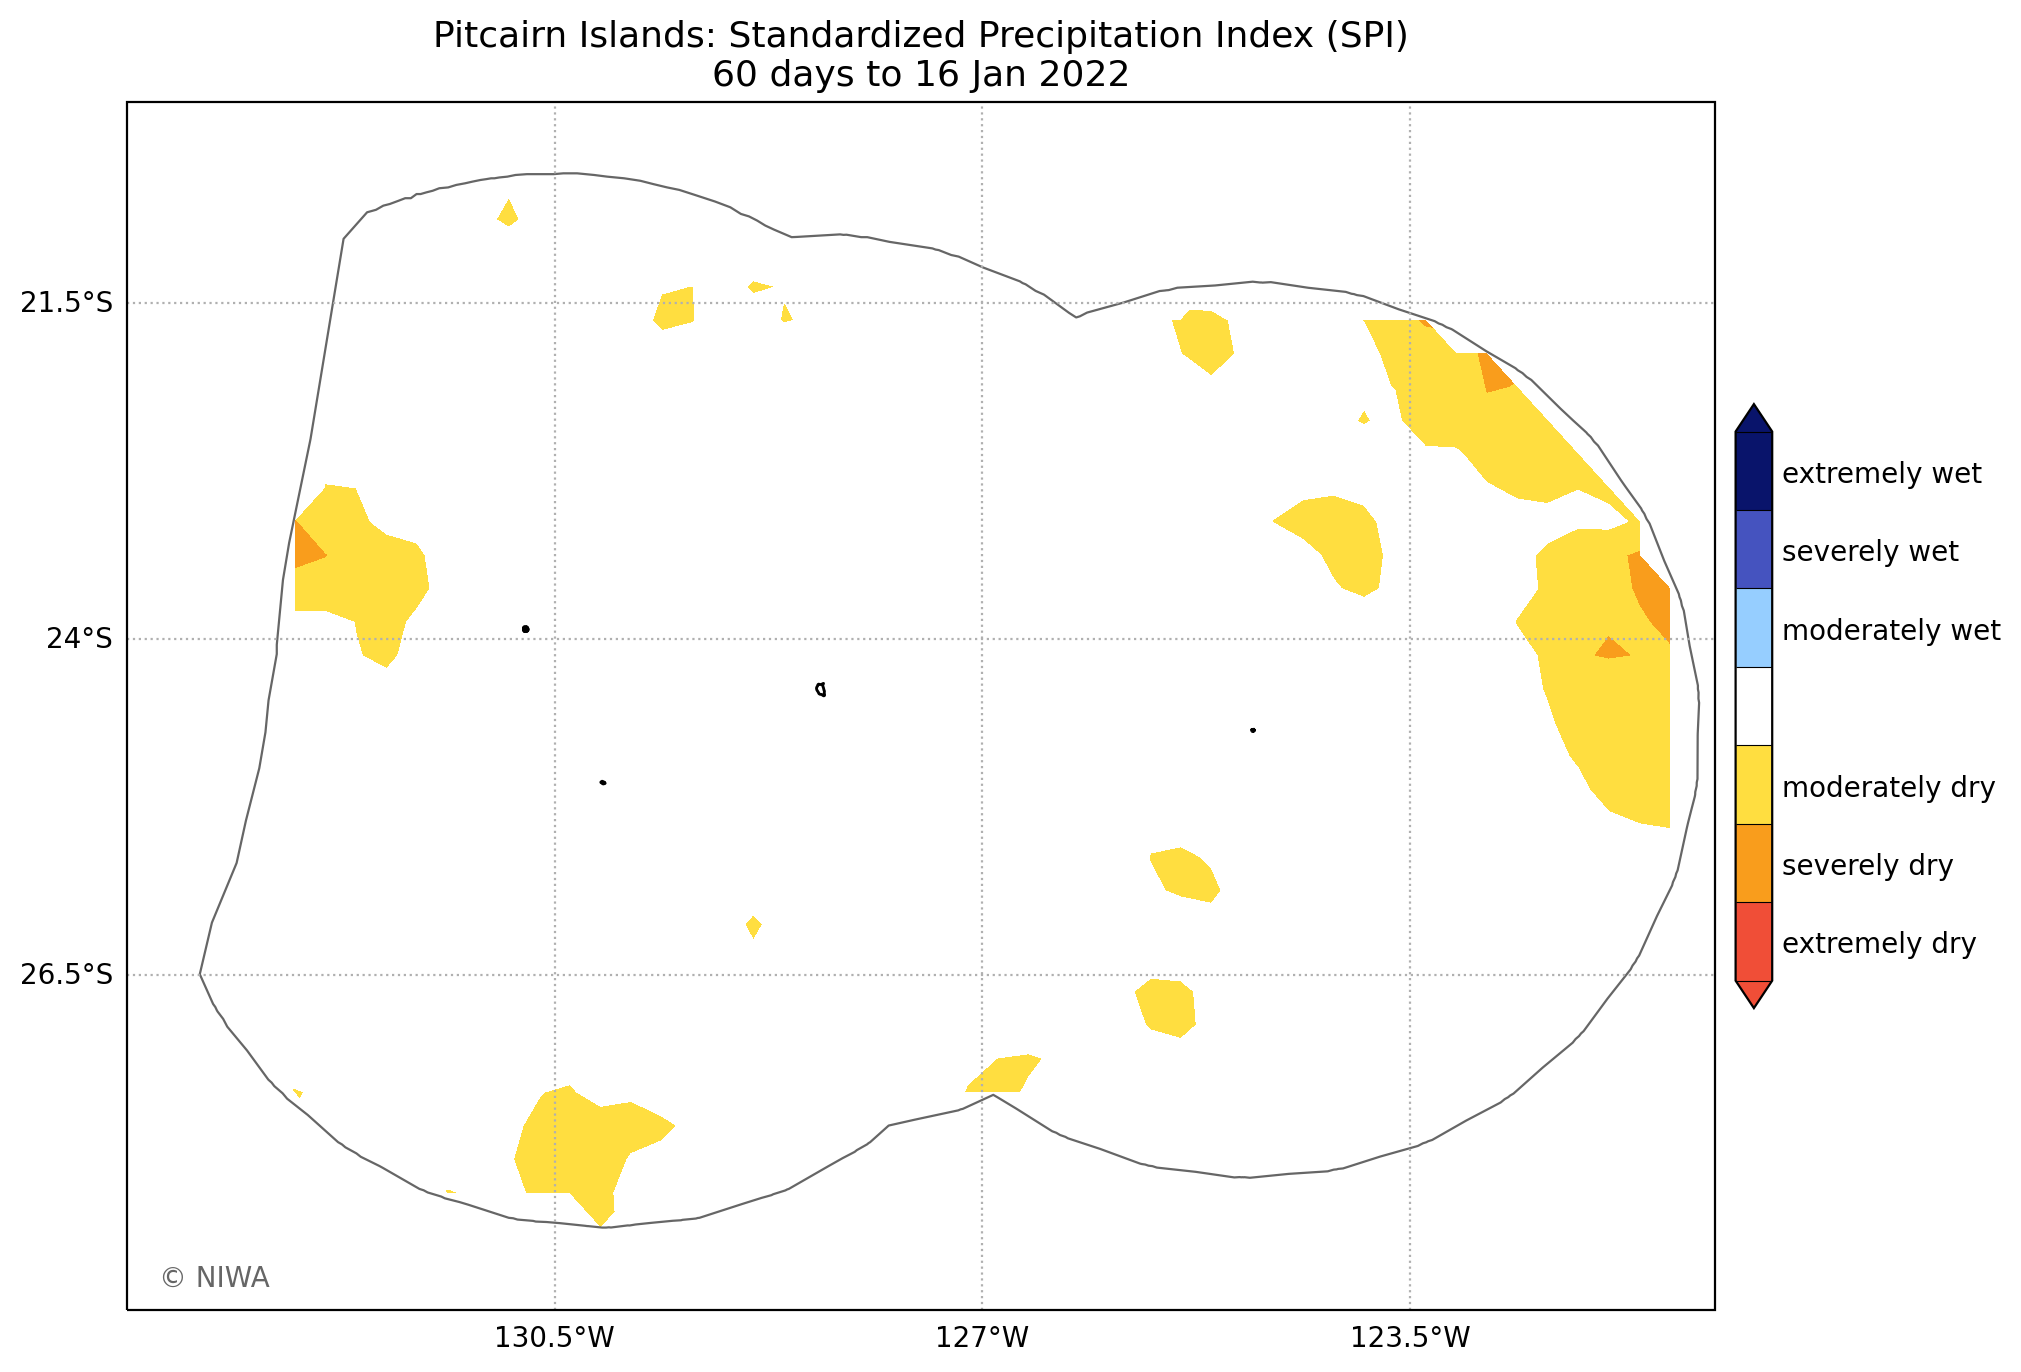 Pitcairn Islands: Standardized Precipitation Index (SPI)
60 days to 16 Jan 2022
21.5°S
24°S
26.5°S
130.5°W
127°W
123.5°W
extremely wet
severely wet
moderately wet
moderately dry
severely dry
extremely dry
© NIWA